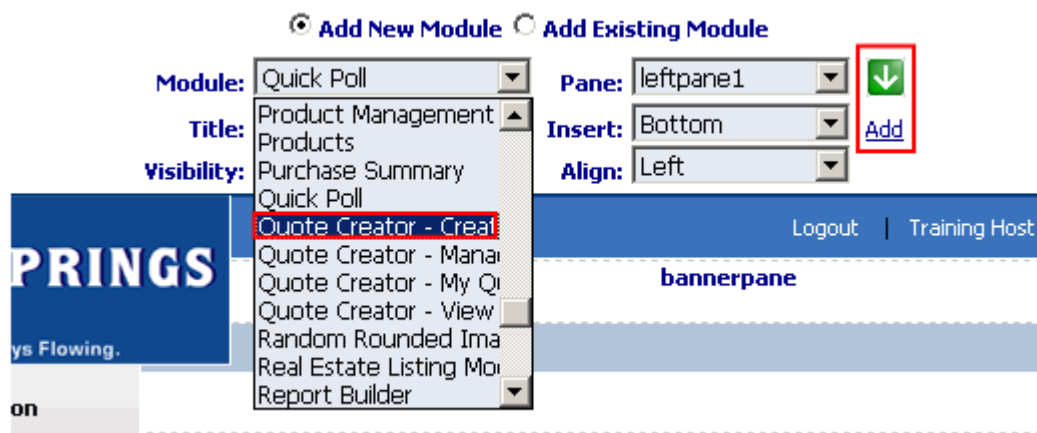 Add New Module Add Existing Module
Module: Quick Poll Pane: leftpane1
Title: Insert: Bottom Add
Visibility: Align: Left
Product Management
Products
Purchase Summary
Quick Poll
Quote Creator - Creat
Quote Creator - Mana
Quote Creator - My Qu
Quote Creator - View
Random Rounded Ima
Real Estate Listing Mo
Report Builder
Logout | Training Host
PRINGS
bannerpane
ys Flowing.
on